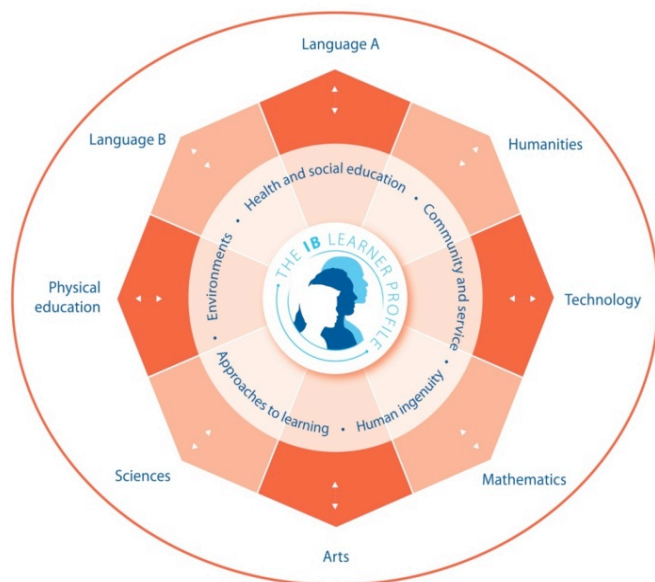 Language A
Language B
Humanities
Health and social education
•
Community and service
•
Environments
•
THE IB LEARNER PROFILE
Physical
education
Technology
•
Approaches to learning
•
Human ingenuity
Sciences
Mathematics
Arts